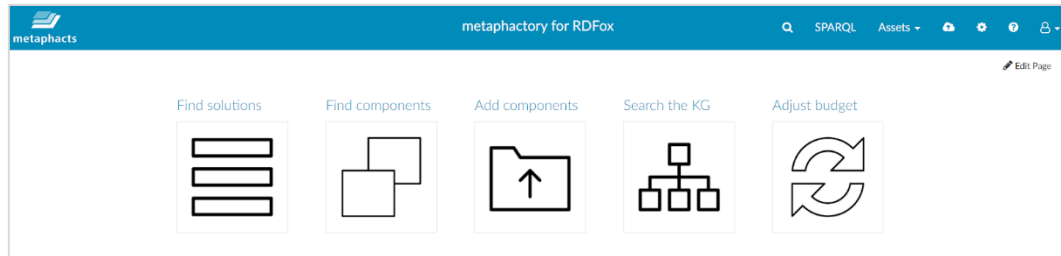 metaphacts
metaphactory for RDFox
SPARQL
Assets
Edit Page
Find solutions
Find components
Add components
Search the KG
Adjust budget